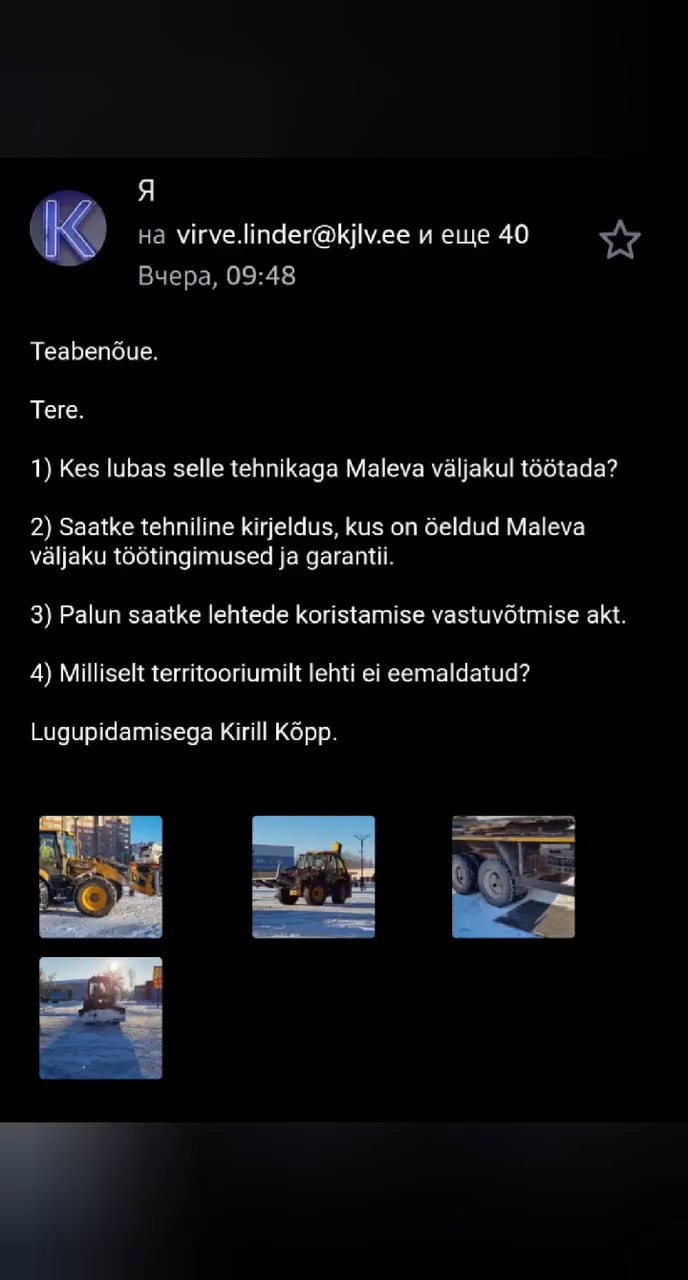 K
Я
на virve.linder@kjlv.ee и еще 40
Вчера, 09:48
Teabenõue.
Tere.
1) Kes lubas selle tehnikaga Maleva väljakul töötada?
2) Saatke tehniline kirjeldus, kus on öeldud Maleva
väljaku töötingimused ja garantii.
3) Palun saatke lehtede koristamise vastuvõtmise akt.
4) Milliselt territooriumilt lehti ei eemaldatud?
Lugupidamisega Kirill Kõpp.